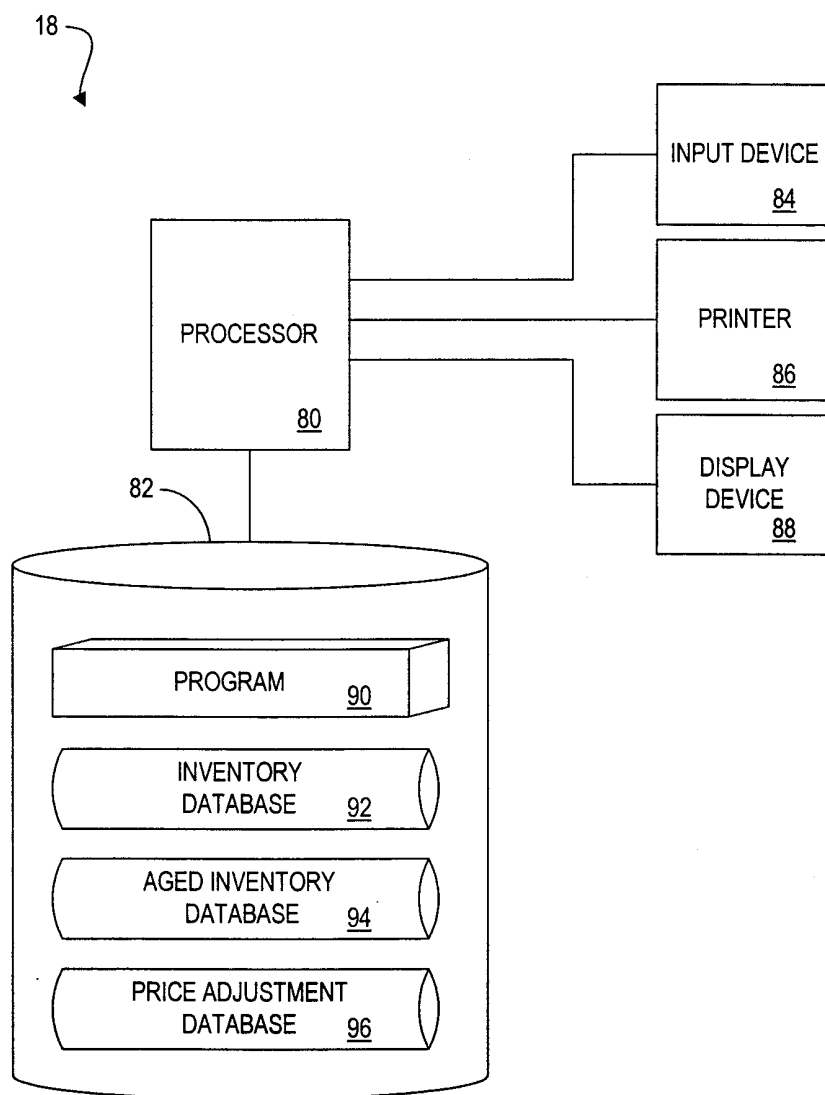 18
INPUT DEVICE
84
PROCESSOR
80
PRINTER
86
DISPLAY
DEVICE
88
82
PROGRAM
90
INVENTORY
DATABASE
92
AGED INVENTORY
DATABASE
94
PRICE ADJUSTMENT
DATABASE
96